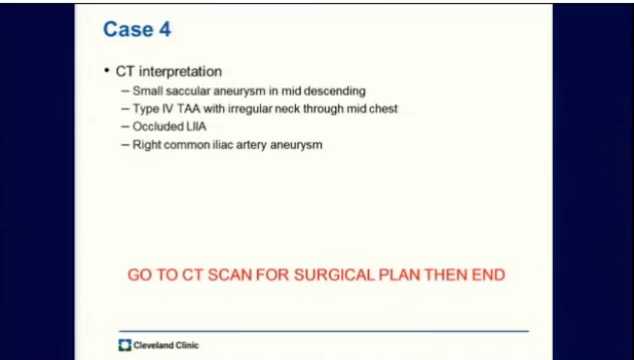 Case 4
• CT interpretation
– Small saccular aneurysm in mid descending
– Type IV TAA with irregular neck through mid chest
– Occluded LIIA
– Right common iliac artery aneurysm
GO TO CT SCAN FOR SURGICAL PLAN THEN END
Cleveland Clinic